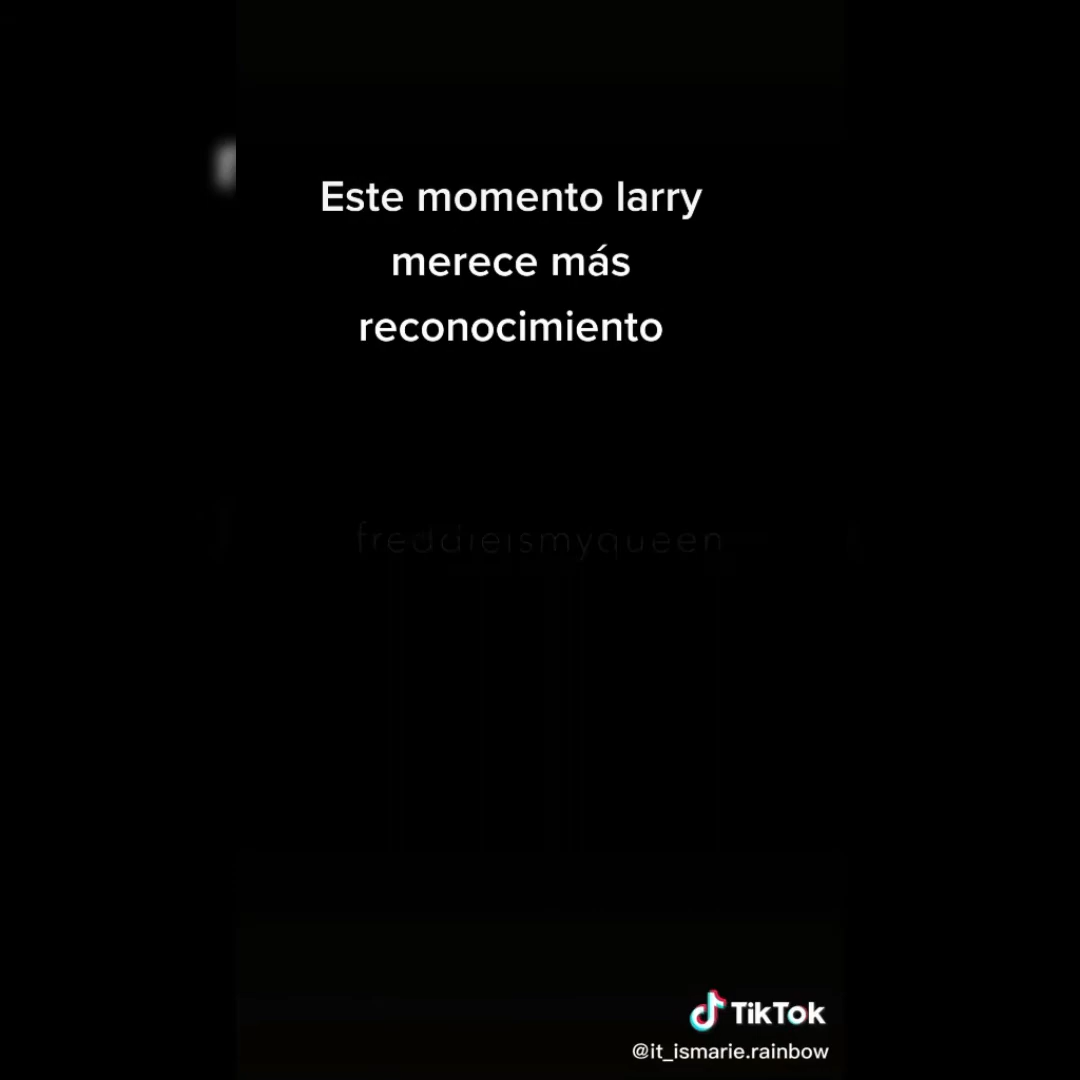 Este momento larry
merece más
reconocimiento
freddieismyqueen
TikTok
@it_ismarie.rainbow